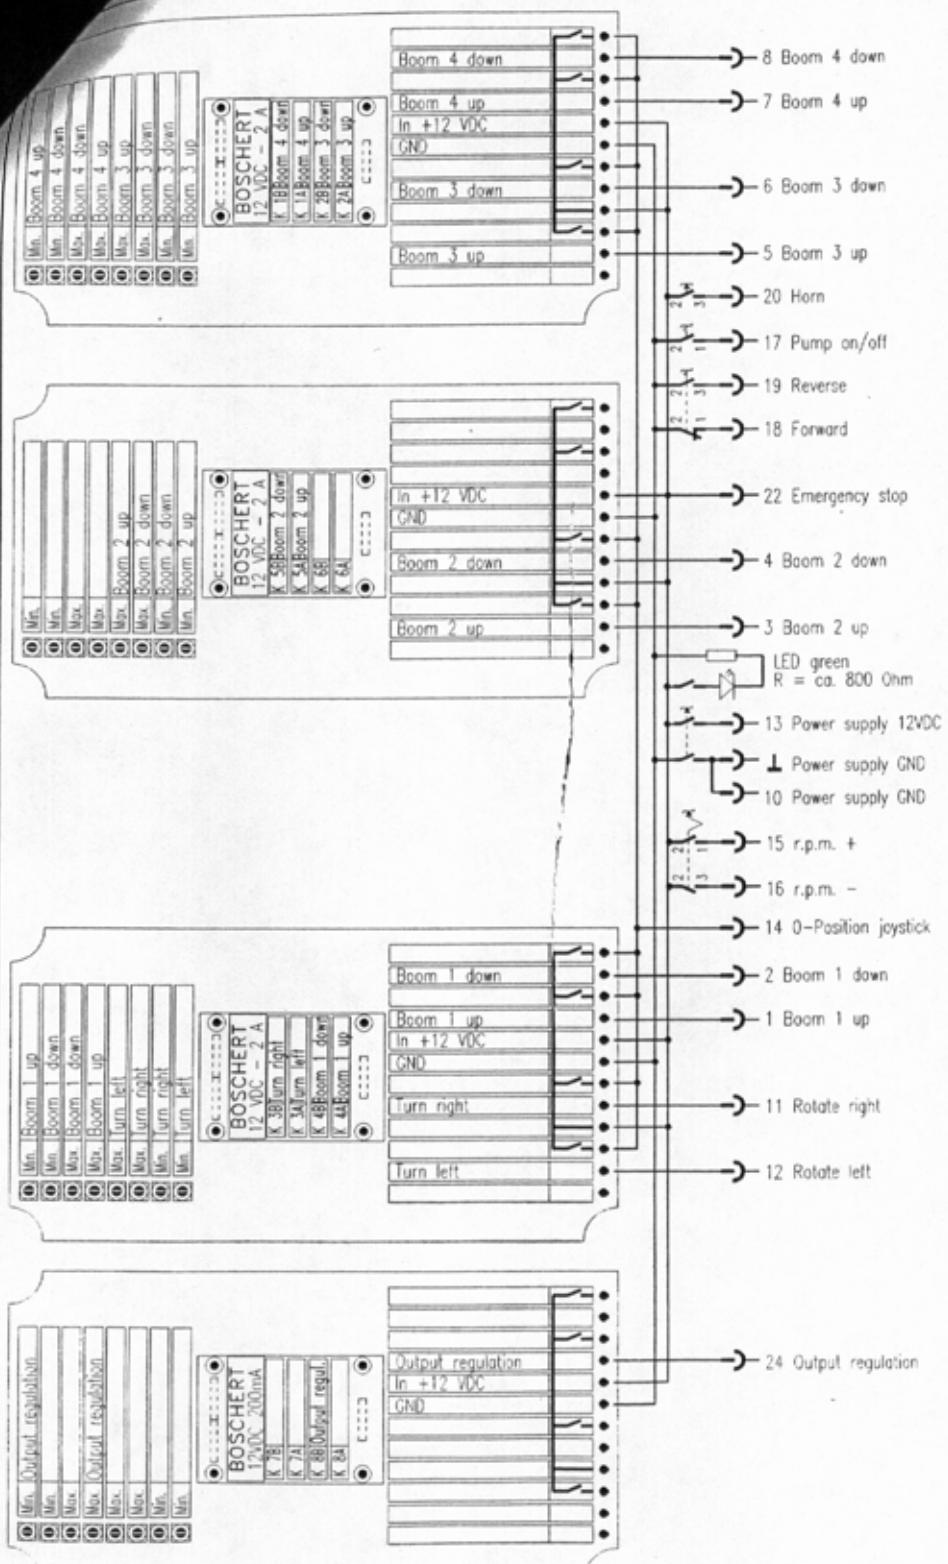 Min. Boom 4 up
Min. Boom 4 down
Max. Boom 4 down
Max. Boom 4 up
Max. Boom 3 up
Max. Boom 3 down
Min. Boom 3 down
Min. Boom 3 up
BOSCHERT
12 VDC - 2 A
K 1B Boom 4 down
K 1A Boom 4 up
K 2B Boom 3 down
K 2A Boom 3 up
Boom 4 down
Boom 4 up
In +12 VDC
GND
Boom 3 down
Boom 3 up
8 Boom 4 down
7 Boom 4 up
6 Boom 3 down
5 Boom 3 up
2 3 20 Horn
2 1 17 Pump on/off
2 3 19 Reverse
2 1 18 Forward
Min.
Min.
Max.
Max.
Max. Boom 2 up
Max. Boom 2 down
Min. Boom 2 down
Min. Boom 2 up
BOSCHERT
12 VDC - 2 A
K 5B Boom 2 down
K 5A Boom 2 up
K 6B
K 6A
In +12 VDC
GND
Boom 2 down
Boom 2 up
22 Emergency stop
4 Boom 2 down
3 Boom 2 up
LED green
R = ca. 800 Ohm
13 Power supply 12VDC
Power supply GND
10 Power supply GND
2 1 15 r.p.m. +
2 3 16 r.p.m. -
14 0-Position joystick
Min. Boom 1 up
Min. Boom 1 down
Max. Boom 1 down
Max. Boom 1 up
Max. Turn left
Max. Turn right
Min. Turn right
Min. Turn left
BOSCHERT
12 VDC - 2 A
K 3B Turn right
K 3A Turn left
K 4B Boom 1 down
K 4A Boom 1 up
Boom 1 down
Boom 1 up
In +12 VDC
GND
Turn right
Turn left
2 Boom 1 down
1 Boom 1 up
11 Rotate right
12 Rotate left
Min. Output regulation
Min.
Max.
Max. Output regulation
Max.
Max.
Min.
Min.
BOSCHERT
12VDC 200mA
K 7B
K 7A
K 8B Output regul.
K 8A
Output regulation
In +12 VDC
GND
24 Output regulation